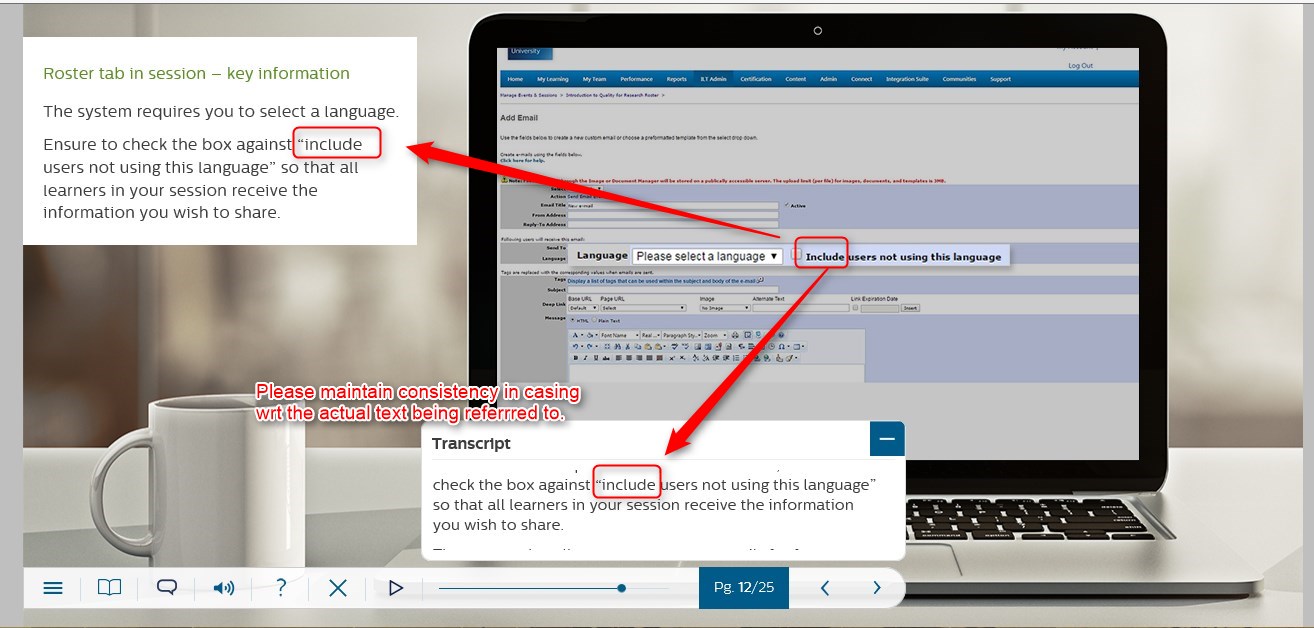 Roster tab in session – key information
The system requires you to select a language.
Ensure to check the box against “include
users not using this language” so that all
learners in your session receive the
information you wish to share.
University
Log Out
Home My Learning My Team Performance Reports ILT Admin Certification Content Admin Connect Integration Suite Communities Support
Manage Events & Sessions > Introduction to Quality for Research Roster >
Add Email
Use the fields below to create a new custom email or choose a preformatted template from the select drop down.
Create e-mails using the fields below.
Click here for help.
the Image or Document Manager will be stored on a publically accessible server. The upload limit (per file) for images, documents, and templates is 3MB.
Action Send Email
Email Title New e-mail Active
From Address
Reply-To Address
Following users will receive this email:
Send To
Language
Language Please select a language Include users not using this language
Tags are replaced with the corresponding values when emails are sent.
Tags Display a list of tags that can be used within the subject and body of the e-mail
Subject
Base URL Page URL Image Alternate Text Link Expiration Date
Deep Link Default Select No Image Insert
Message HTML Plain Text
Font Name Real ... Paragraph Sty... Zoom
Please maintain consistency in casing
wrt the actual text being referrred to.
Transcript
check the box against “include users not using this language”
so that all learners in your session receive the information
you wish to share.
command option
Pg. 12/25